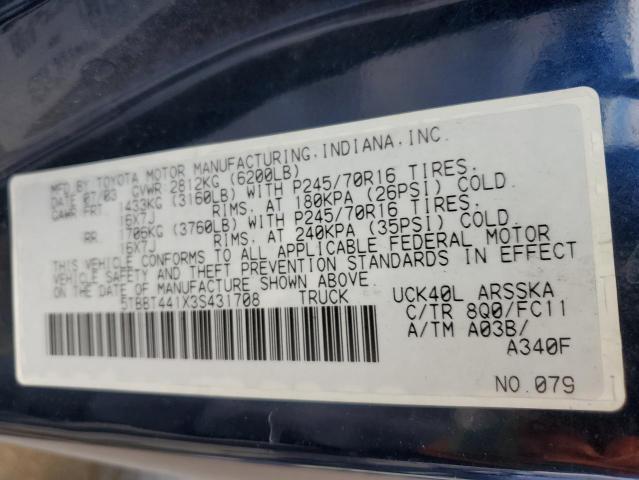 MFD BY TOYOTA MOTOR MANUFACTURING, INDIANA, INC.
DATE 07/03 GVWR 2812KG (6200LB)
GAWR FRT 1433KG (3160LB) WITH P245/70R16 TIRES.
16X7J RIMS, AT 180KPA (26PSI) COLD.
RR 1706KG (3760LB) WITH P245/70R16 TIRES.
16X7J RIMS, AT 240KPA (35PSI) COLD.
THIS VEHICLE CONFORMS TO ALL APPLICABLE FEDERAL MOTOR
VEHICLE SAFETY AND THEFT PREVENTION STANDARDS IN EFFECT
ON THE DATE OF MANUFACTURE SHOWN ABOVE.
5TBBT441X3S431708 TRUCK
UCK40L ARSSKA
C/TR 8Q0/FC11
A/TM A03B/
A340F
NO.079